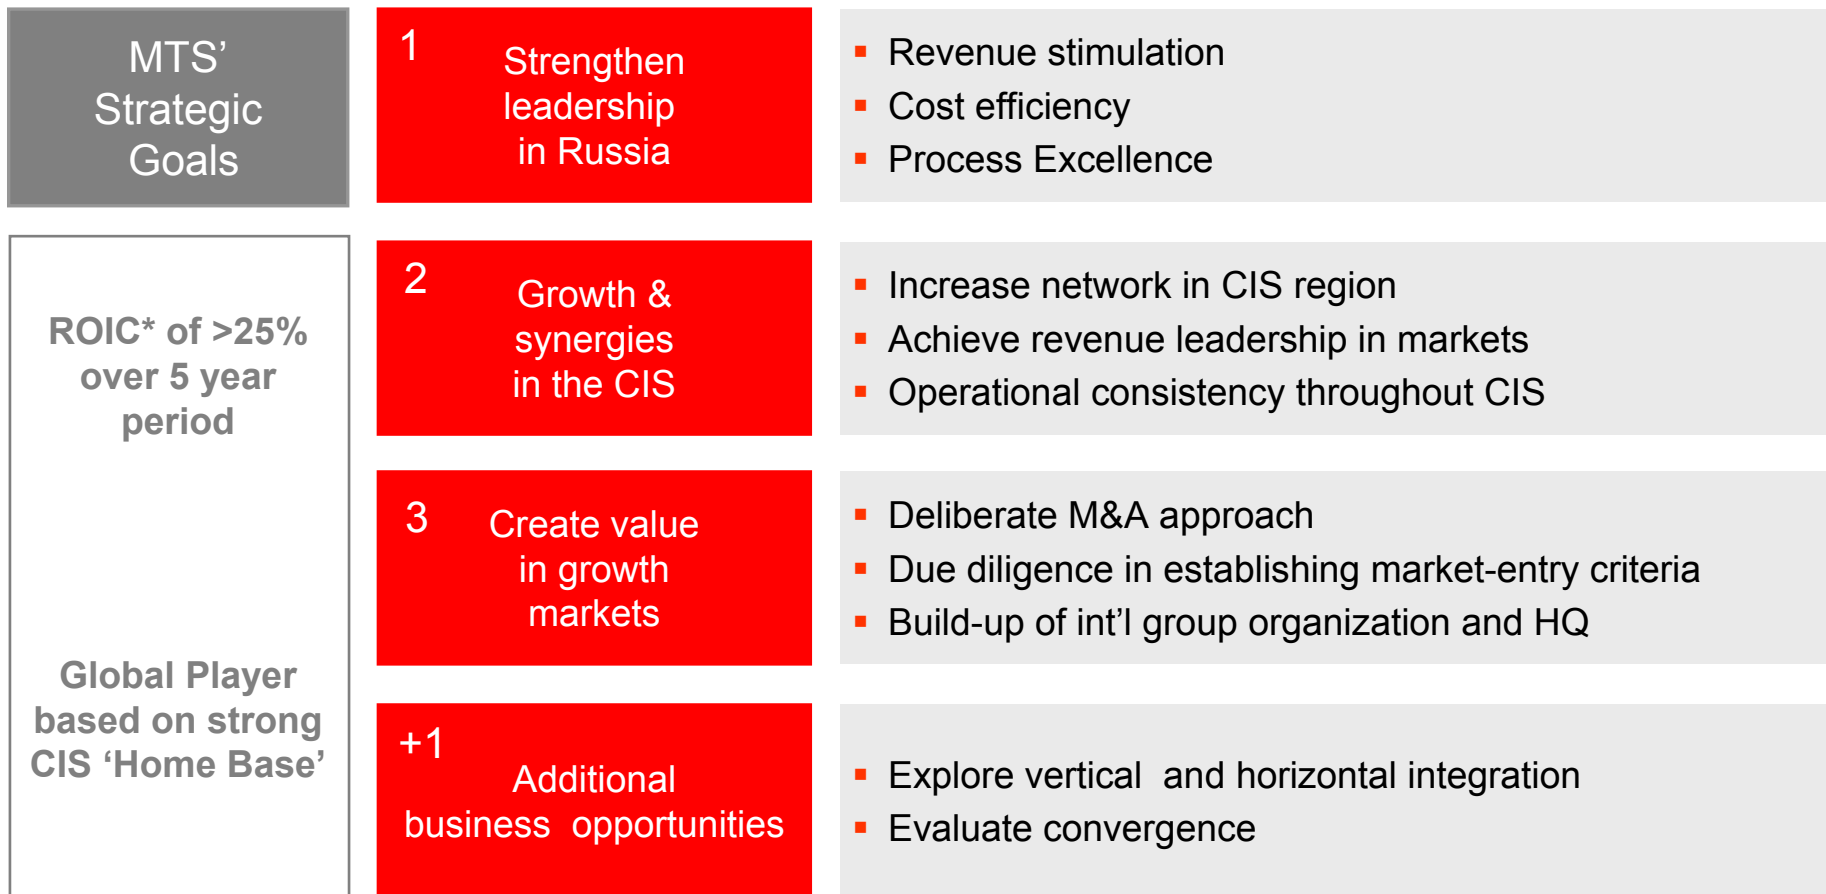 MTS’
Strategic
Goals
1
Strengthen
leadership
in Russia
▪ Revenue stimulation
▪ Cost efficiency
▪ Process Excellence
ROIC* of >25%
over 5 year
period
Global Player
based on strong
CIS ‘Home Base’
2
Growth &
synergies
in the CIS
▪ Increase network in CIS region
▪ Achieve revenue leadership in markets
▪ Operational consistency throughout CIS
3
Create value
in growth
markets
▪ Deliberate M&A approach
▪ Due diligence in establishing market-entry criteria
▪ Build-up of int’l group organization and HQ
+1
Additional
business opportunities
▪ Explore vertical and horizontal integration
▪ Evaluate convergence